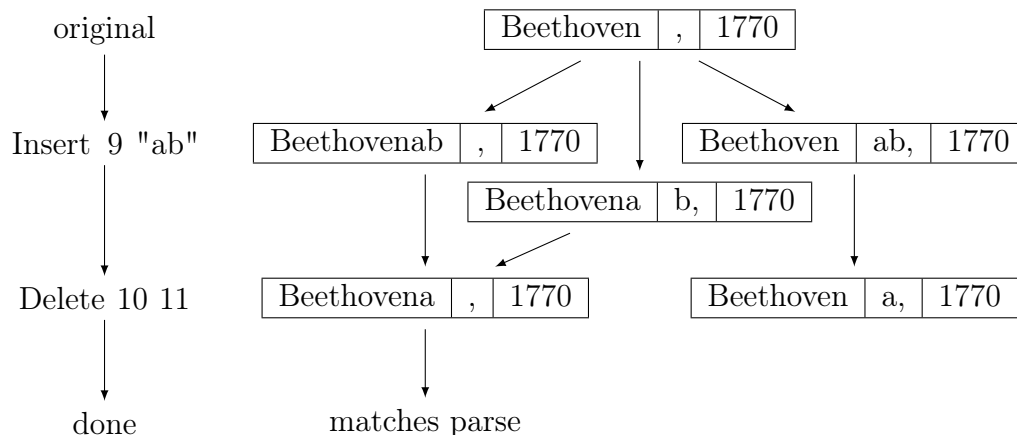 original
Beethoven , 1770
Insert 9 "ab"
Beethovenab , 1770
Beethoven ab, 1770
Beethovena b, 1770
Delete 10 11
Beethovena , 1770
Beethoven a, 1770
done
matches parse